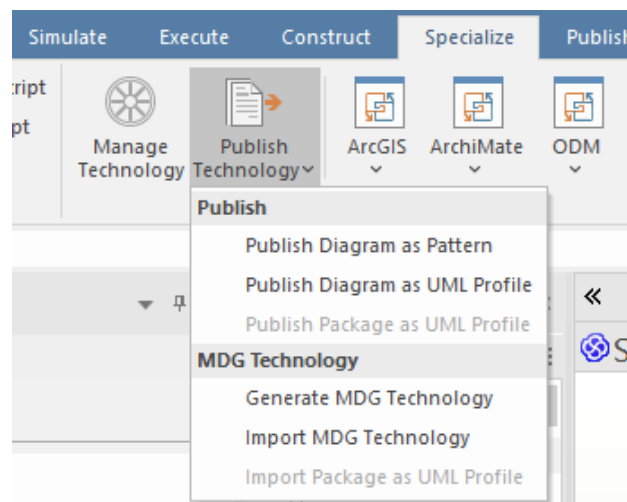 Simulate Execute Construct Specialize Publish
ript
pt
Manage
Technology
Publish
Technology
ArcGIS
ArchiMate
ODM
Publish
Publish Diagram as Pattern
Publish Diagram as UML Profile
Publish Package as UML Profile
MDG Technology
Generate MDG Technology
Import MDG Technology
Import Package as UML Profile
S